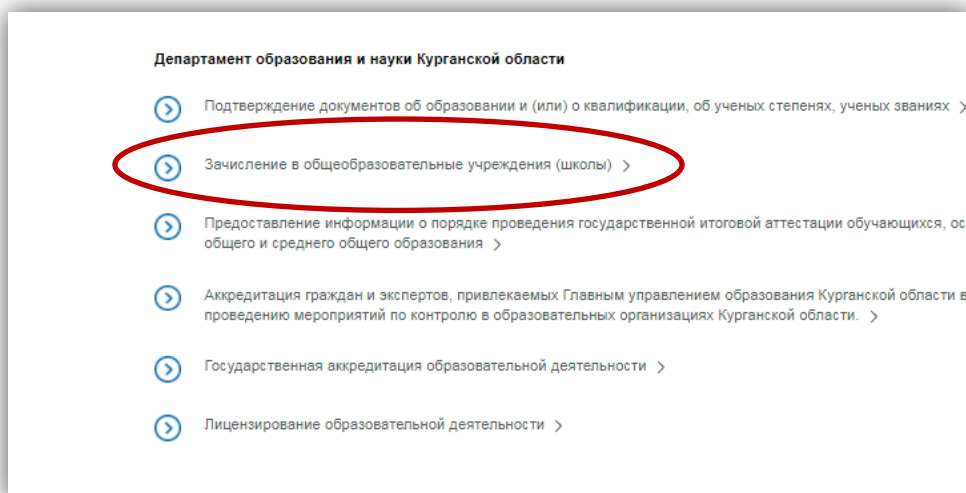 Департамент образования и науки Курганской области
Подтверждение документов об образовании и (или) о квалификации, об ученых степенях, ученых званиях
Зачисление в общеобразовательные учреждения (школы)
Предоставление информации о порядке проведения государственной итоговой аттестации обучающихся, ос
общего и среднего общего образования
Аккредитация граждан и экспертов, привлекаемых Главным управлением образования Курганской области в
проведению мероприятий по контролю в образовательных организациях Курганской области.
Государственная аккредитация образовательной деятельности
Лицензирование образовательной деятельности